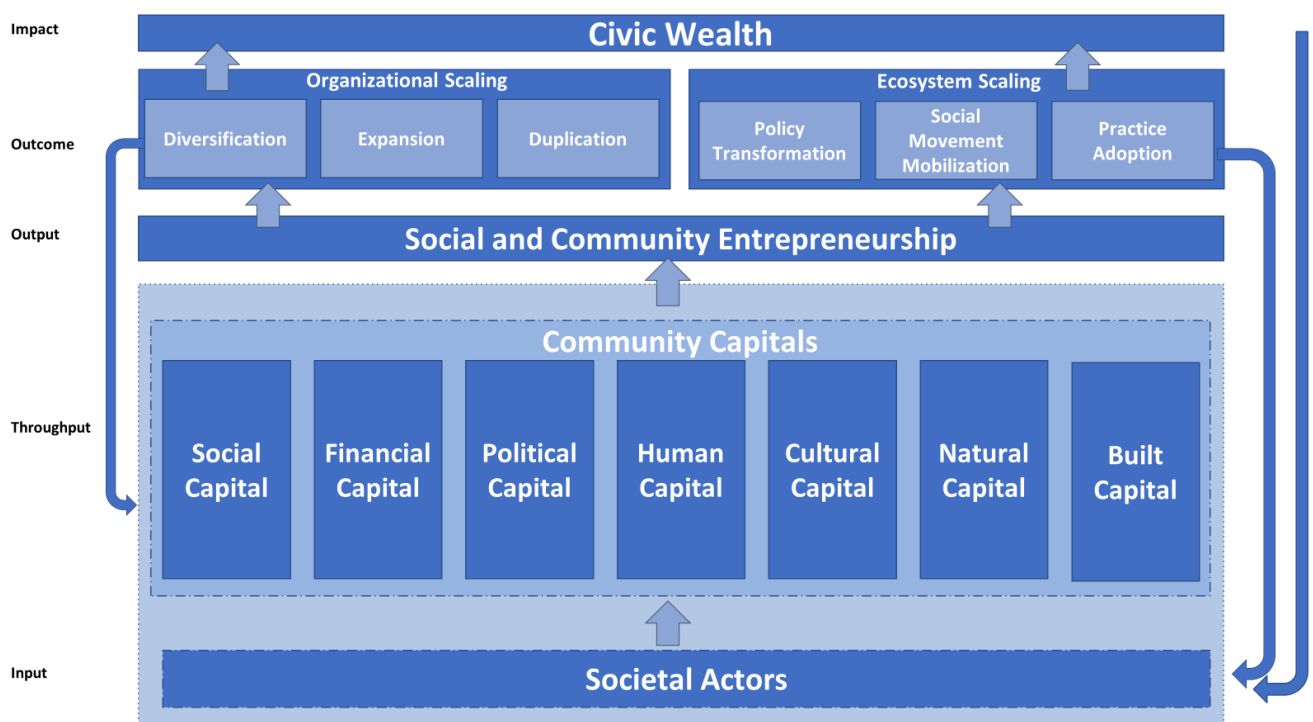 Impact
Civic Wealth
Organizational Scaling
Ecosystem Scaling
Outcome
Diversification
Expansion
Duplication
Policy
Transformation
Social
Movement
Mobilization
Practice
Adoption
Output
Social and Community Entrepreneurship
Community Capitals
Throughput
Social
Capital
Financial
Capital
Political
Capital
Human
Capital
Cultural
Capital
Natural
Capital
Built
Capital
Input
Societal Actors